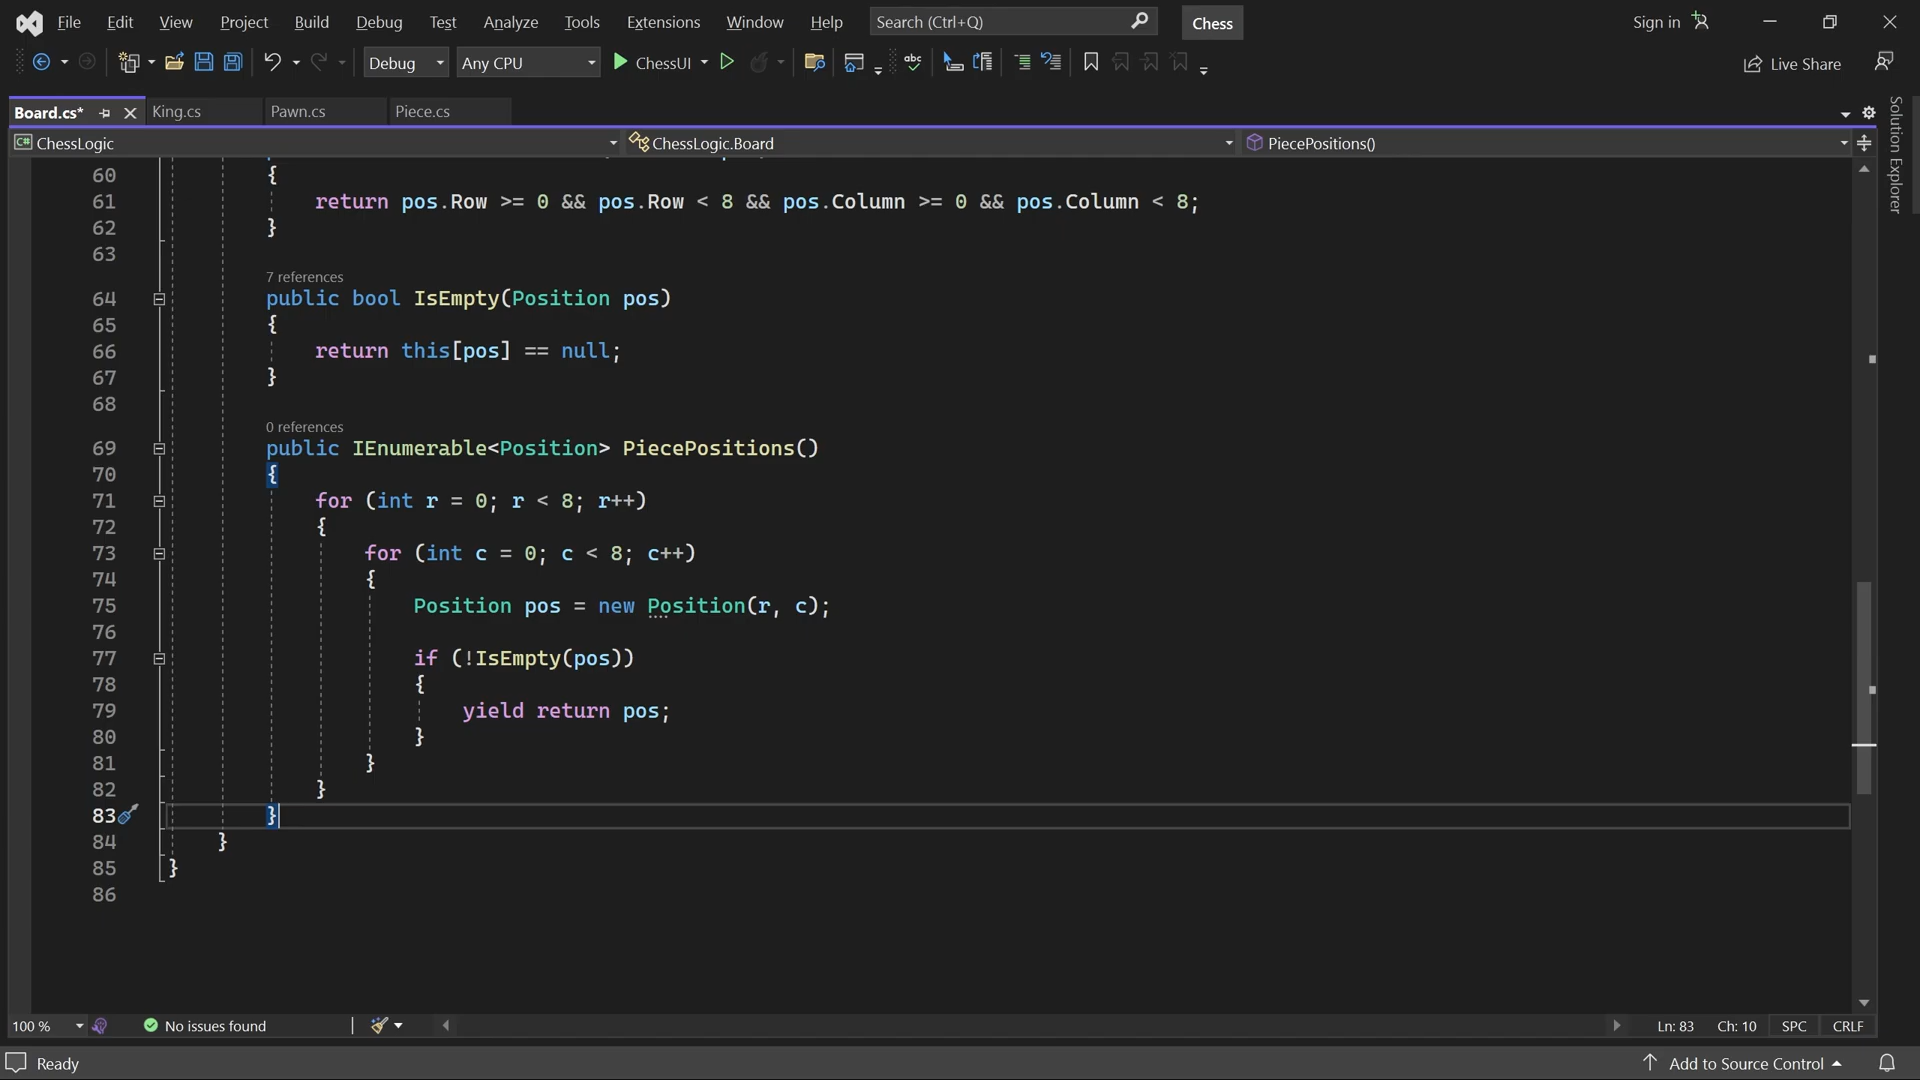 File Edit View Project Build Debug Test Analyze Tools Extensions Window Help Search (Ctrl+Q) Chess Sign in
Debug Any CPU ChessUI abc Live Share
Board.cs* King.cs Pawn.cs Piece.cs
C# ChessLogic ChessLogic.Board PiecePositions()
Solution Explorer
60 {
61 return pos.Row >= 0 && pos.Row < 8 && pos.Column >= 0 && pos.Column < 8;
62 }
63
7 references
64 public bool IsEmpty(Position pos)
65 {
66 return this[pos] == null;
67 }
68
0 references
69 public IEnumerable<Position> PiecePositions()
70 {
71 for (int r = 0; r < 8; r++)
72 {
73 for (int c = 0; c < 8; c++)
74 {
75 Position pos = new Position(r, c);
76
77 if (!IsEmpty(pos))
78 {
79 yield return pos;
80 }
81 }
82 }
83 }
84 }
85 }
86
100 % No issues found Ln: 83 Ch: 10 SPC CRLF
Ready Add to Source Control